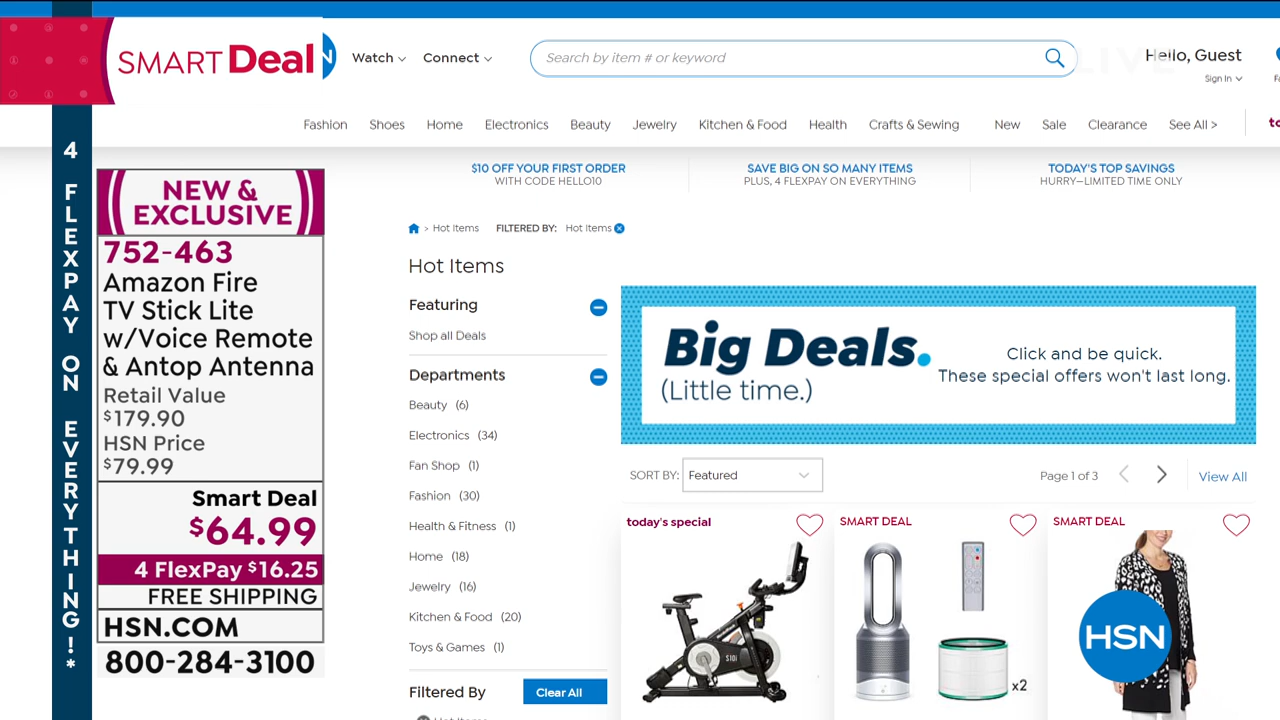 SMART Deal
N
Watch
Connect
Search by item # or keyword
LIVE
Hello, Guest
Sign In
Fashion
Shoes
Home
Electronics
Beauty
Jewelry
Kitchen & Food
Health
Crafts & Sewing
New
Sale
Clearance
See All >
4 FLEXPAY ON EVERYTHING!*
NEW &
EXCLUSIVE
752-463
Amazon Fire
TV Stick Lite
w/Voice Remote
& Antop Antenna
Retail Value
$179.90
HSN Price
$79.99
Smart Deal
$64.99
4 FlexPay $16.25
FREE SHIPPING
HSN.COM
800-284-3100
$10 OFF YOUR FIRST ORDER
WITH CODE HELLO10
SAVE BIG ON SO MANY ITEMS
PLUS, 4 FLEXPAY ON EVERYTHING
TODAY'S TOP SAVINGS
HURRY—LIMITED TIME ONLY
> Hot Items FILTERED BY: Hot Items
Hot Items
Featuring
Shop all Deals
Departments
Beauty (6)
Electronics (34)
Fan Shop (1)
Fashion (30)
Health & Fitness (1)
Home (18)
Jewelry (16)
Kitchen & Food (20)
Toys & Games (1)
Filtered By
Clear All
Big Deals.
(Little time.)
Click and be quick.
These special offers won't last long.
SORT BY: Featured
Page 1 of 3
View All
today's special
SMART DEAL
SMART DEAL
S10i
x2
HSN